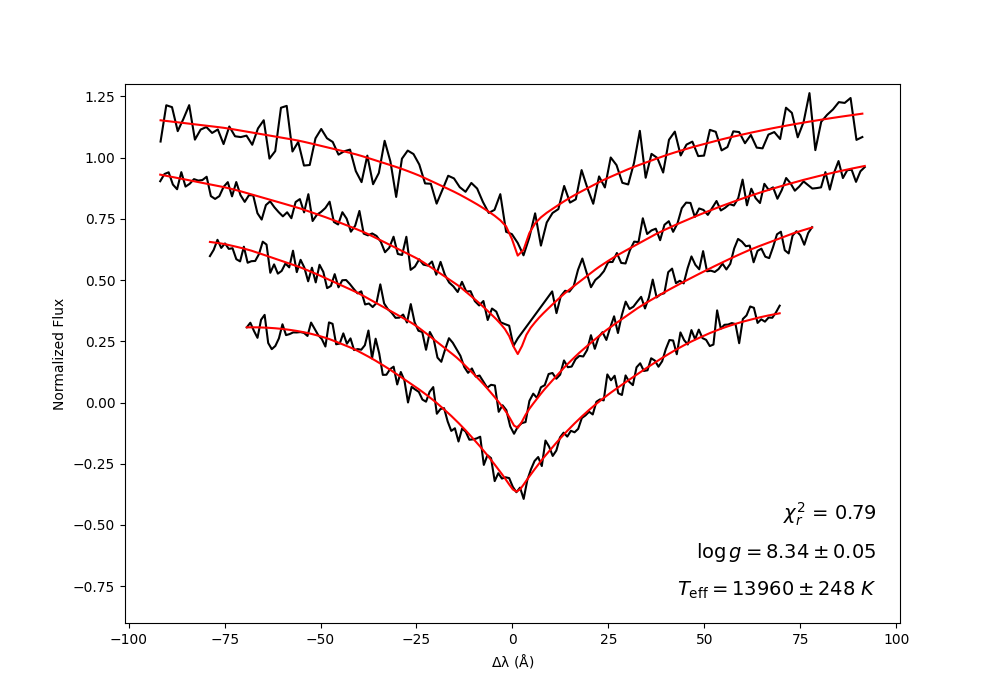 1.25
1.00
0.75
0.50
0.25
0.00
−0.25
−0.50
−0.75
Normalized Flux
χ²ᵣ = 0.79
log g = 8.34 ± 0.05
T_eff = 13960 ± 248 K
−100 −75 −50 −25 0 25 50 75 100
Δλ (Å)